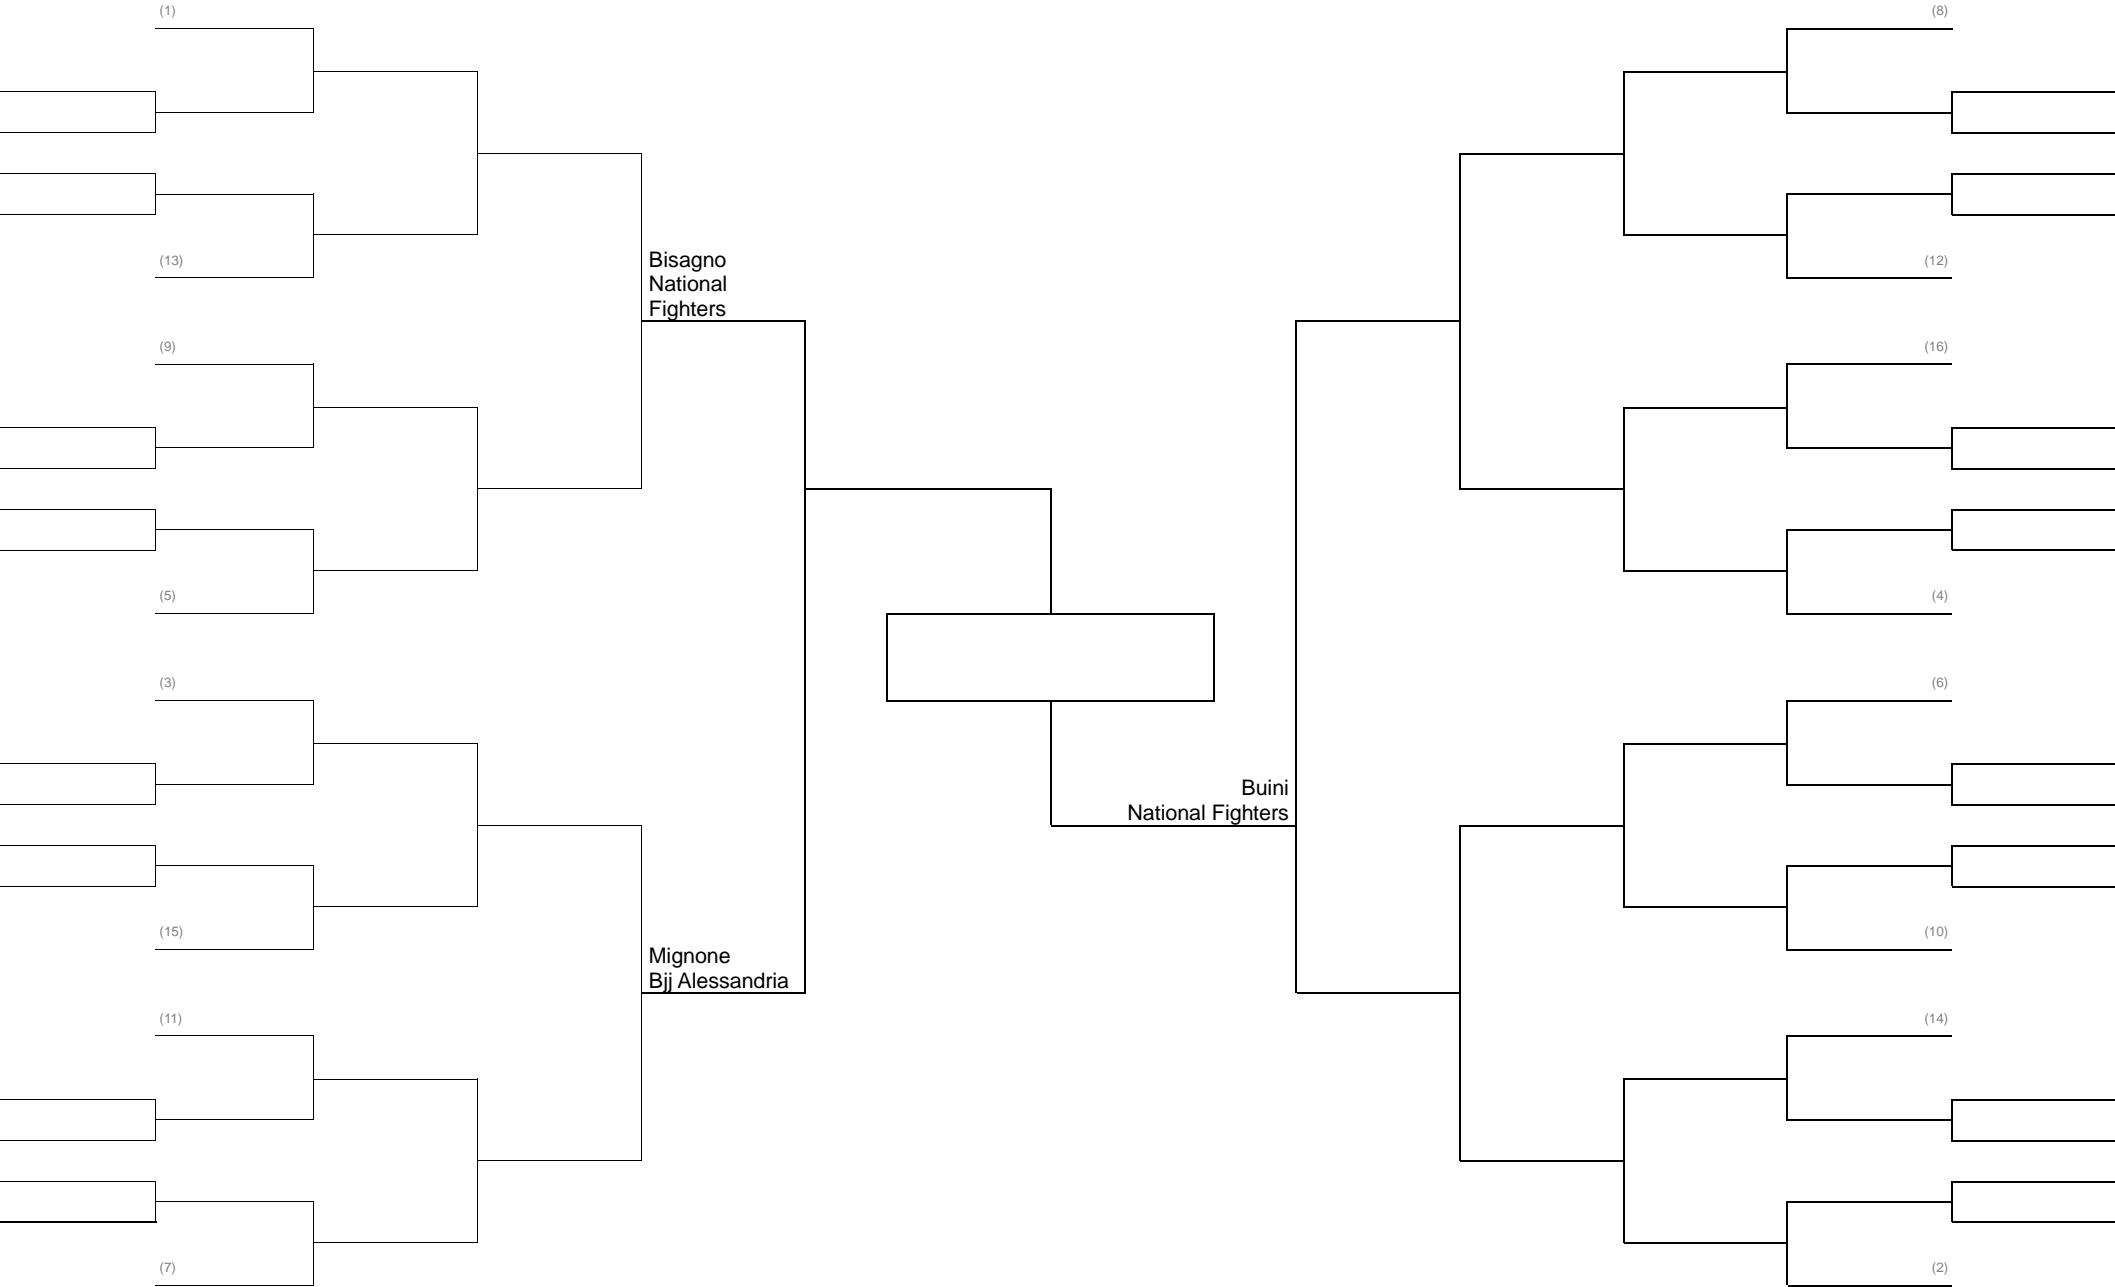 (1)
(8)
(13)
(12)
Bisagno
National
Fighters
(9)
(16)
(5)
(4)
(3)
(6)
Buini
National Fighters
(15)
(10)
Mignone
Bjj Alessandria
(11)
(14)
(7)
(2)